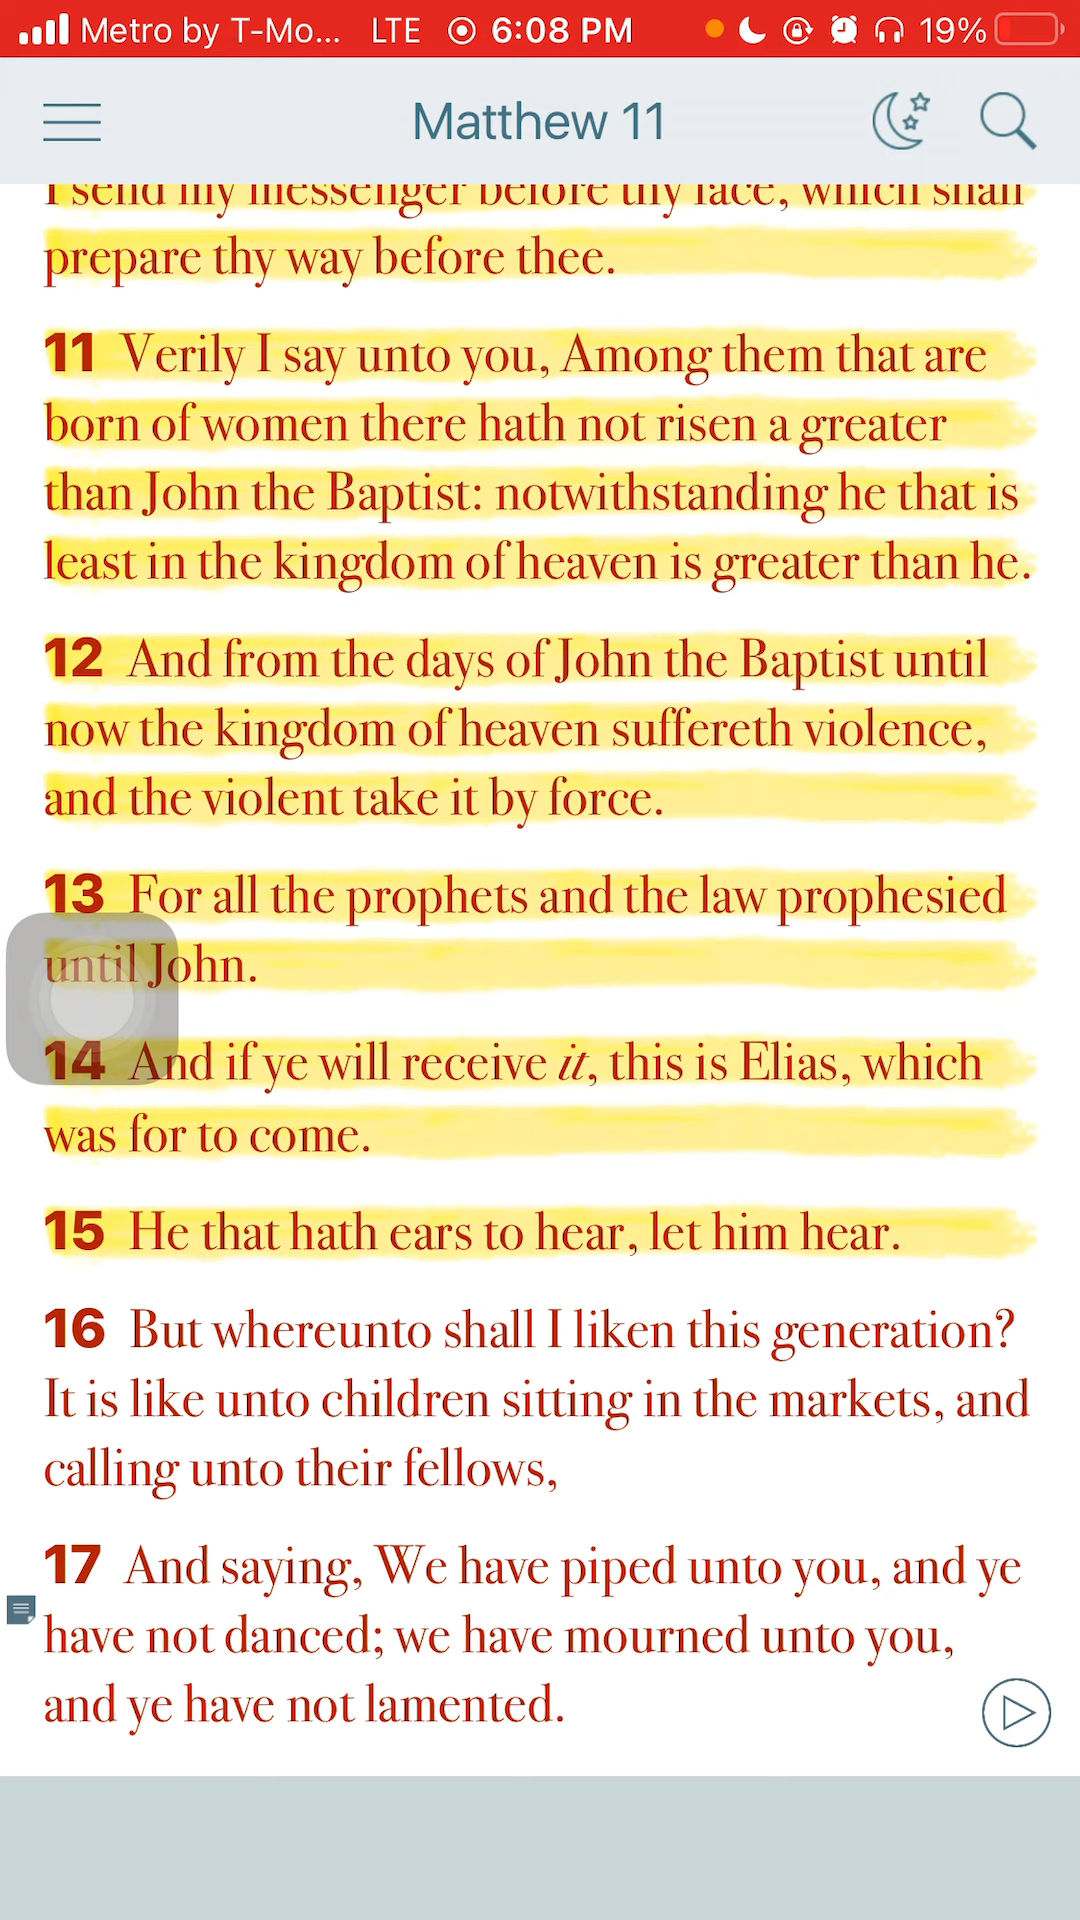 Metro by T-Mo... LTE 6:08 PM 19%
Matthew 11
I send my messenger before thy face, which shall
prepare thy way before thee.
11 Verily I say unto you, Among them that are
born of women there hath not risen a greater
than John the Baptist: notwithstanding he that is
least in the kingdom of heaven is greater than he.
12 And from the days of John the Baptist until
now the kingdom of heaven suffereth violence,
and the violent take it by force.
13 For all the prophets and the law prophesied
until John.
14 And if ye will receive it, this is Elias, which
was for to come.
15 He that hath ears to hear, let him hear.
16 But whereunto shall I liken this generation?
It is like unto children sitting in the markets, and
calling unto their fellows,
17 And saying, We have piped unto you, and ye
have not danced; we have mourned unto you,
and ye have not lamented.